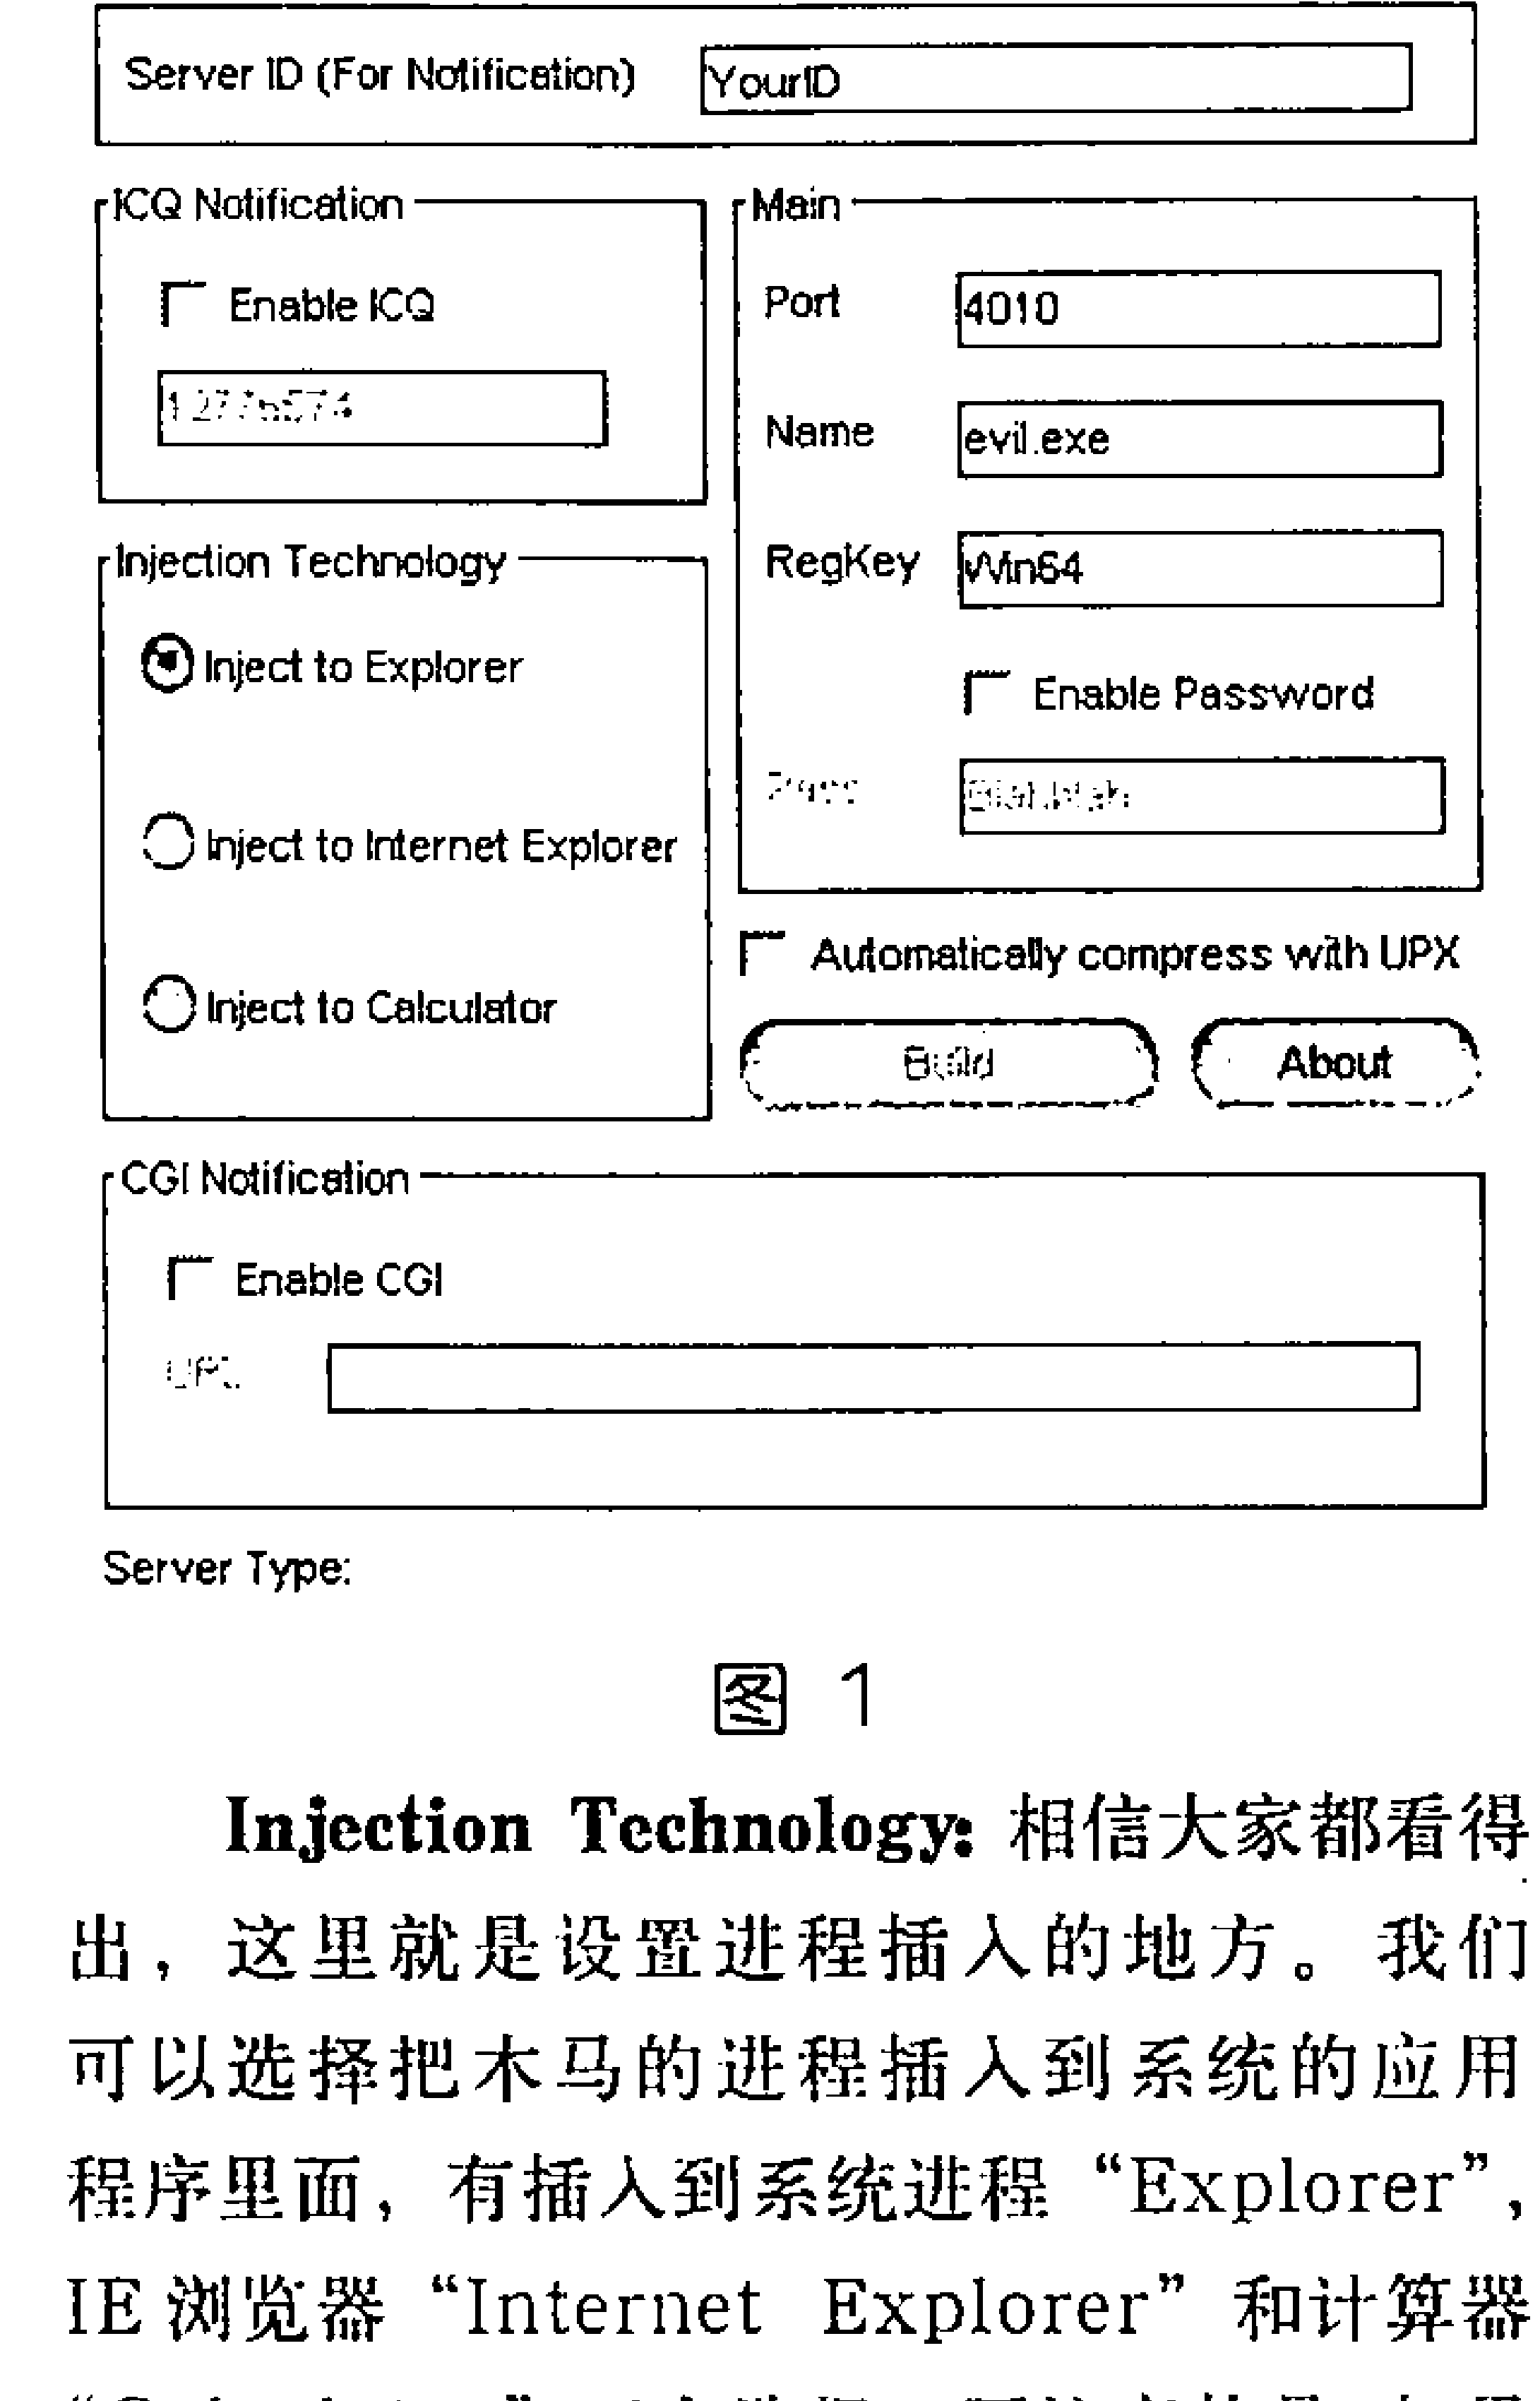 Server ID (For Notification)
YourID
ICQ Notification
Enable ICQ
Main
Port
4010
Name
evil.exe
RegKey
Win64
Enable Password
Injection Technology
Inject to Explorer
Inject to Internet Explorer
Inject to Calculator
Automatically compress with UPX
Build
About
CGI Notification
Enable CGI
Server Type:
图 1
Injection Technology: 相信大家都看得
出，这里就是设置进程插入的地方。我们
可以选择把木马的进程插入到系统的应用
程序里面，有插入到系统进程“Explorer”，
IE 浏览器“Internet Explorer”和计算器